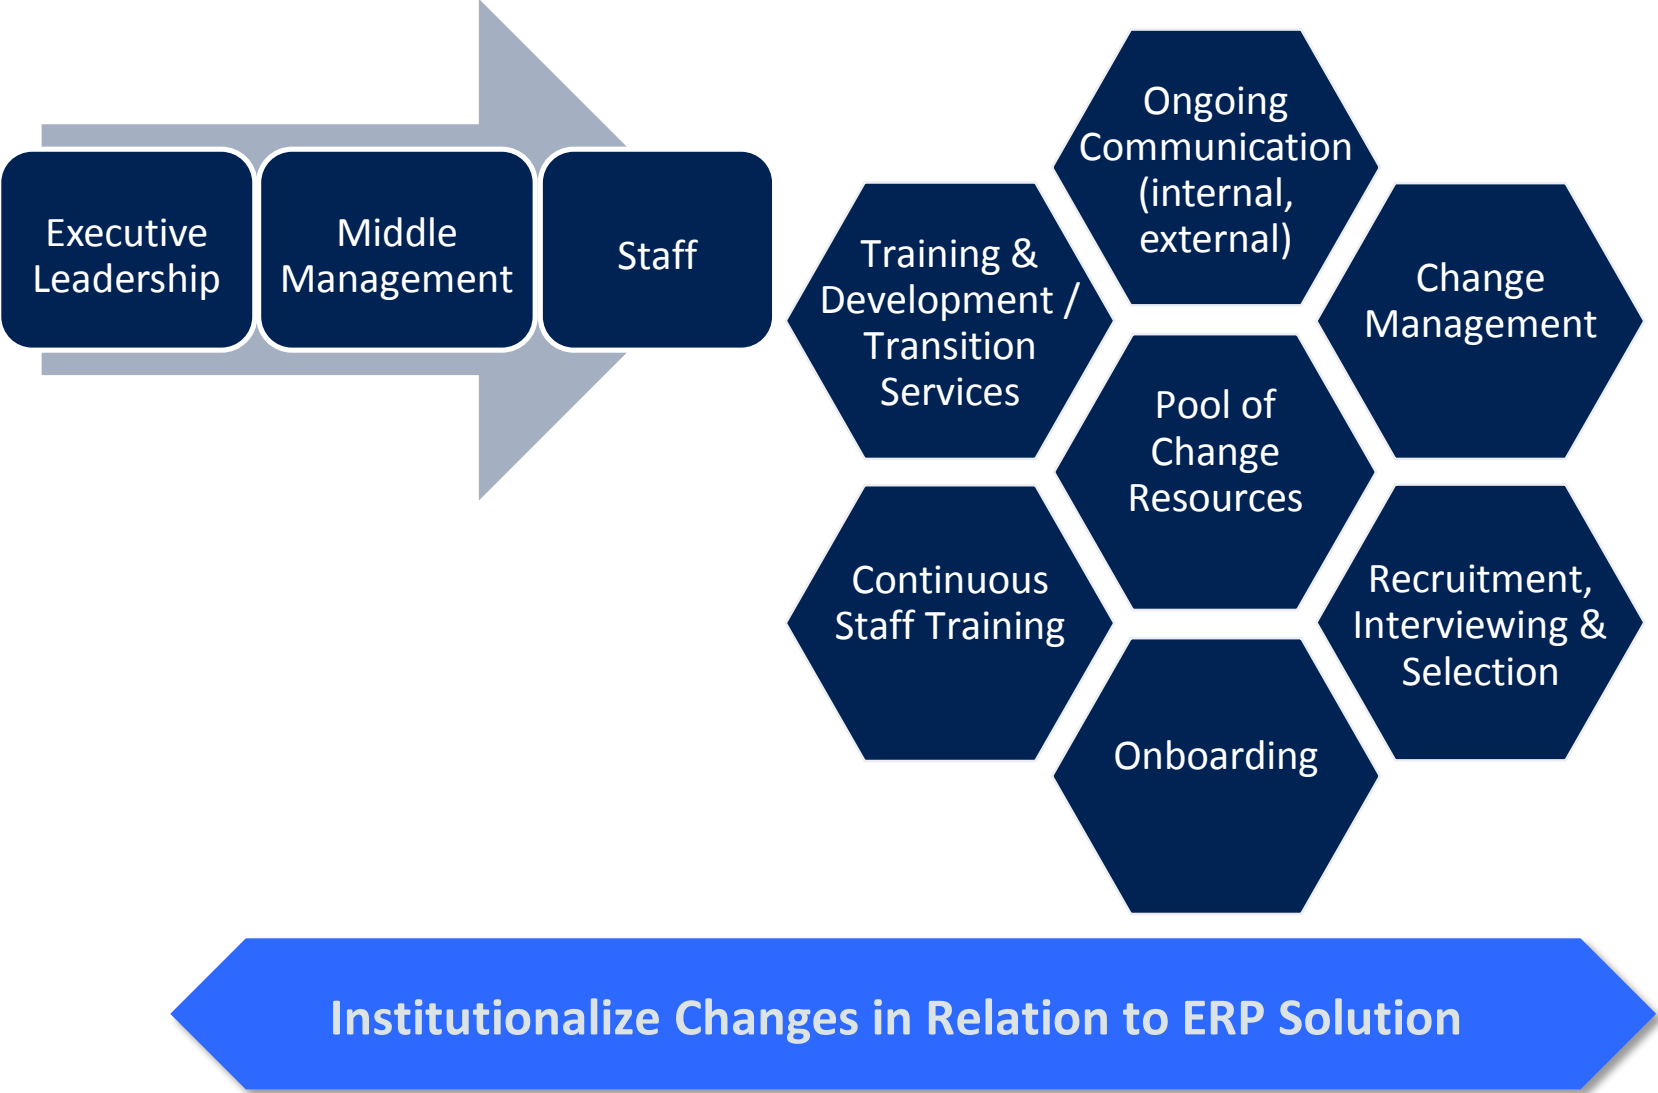 Executive
Leadership
Middle
Management
Staff
Ongoing
Communication
(internal,
external)
Training &
Development /
Transition
Services
Change
Management
Pool of
Change
Resources
Continuous
Staff Training
Recruitment,
Interviewing &
Selection
Onboarding
Institutionalize Changes in Relation to ERP Solution